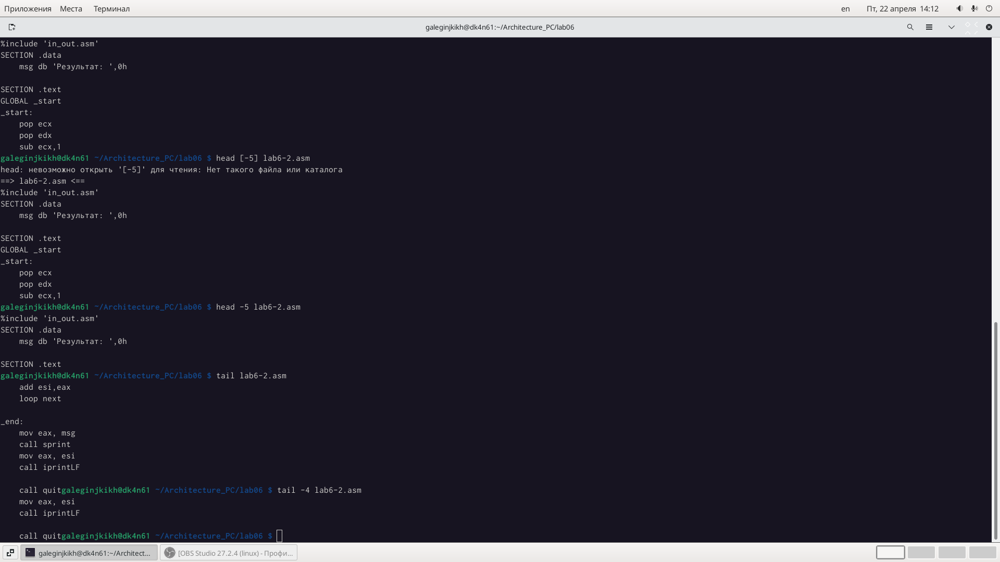 Приложения Места Терминал en Пт, 22 апреля 14:12
galeginjkikh@dk4n61:~/Architecture_PC/lab06
%include 'in_out.asm'
SECTION .data
    msg db 'Результат: ',0h

SECTION .text
GLOBAL _start
_start:
    pop ecx
    pop edx
    sub ecx,1
galeginjkikh@dk4n61 ~/Architecture_PC/lab06 $ head [-5] lab6-2.asm
head: невозможно открыть '[-5]' для чтения: Нет такого файла или каталога
==> lab6-2.asm <==
%include 'in_out.asm'
SECTION .data
    msg db 'Результат: ',0h

SECTION .text
GLOBAL _start
_start:
    pop ecx
    pop edx
    sub ecx,1
galeginjkikh@dk4n61 ~/Architecture_PC/lab06 $ head -5 lab6-2.asm
%include 'in_out.asm'
SECTION .data
    msg db 'Результат: ',0h

SECTION .text
galeginjkikh@dk4n61 ~/Architecture_PC/lab06 $ tail lab6-2.asm
    add esi,eax
    loop next

_end:
    mov eax, msg
    call sprint
    mov eax, esi
    call iprintLF

    call quitgaleginjkikh@dk4n61 ~/Architecture_PC/lab06 $ tail -4 lab6-2.asm
    mov eax, esi
    call iprintLF

    call quitgaleginjkikh@dk4n61 ~/Architecture_PC/lab06 $
galeginjkikh@dk4n61:~/Architect... [OBS Studio 27.2.4 (linux) - Профи...